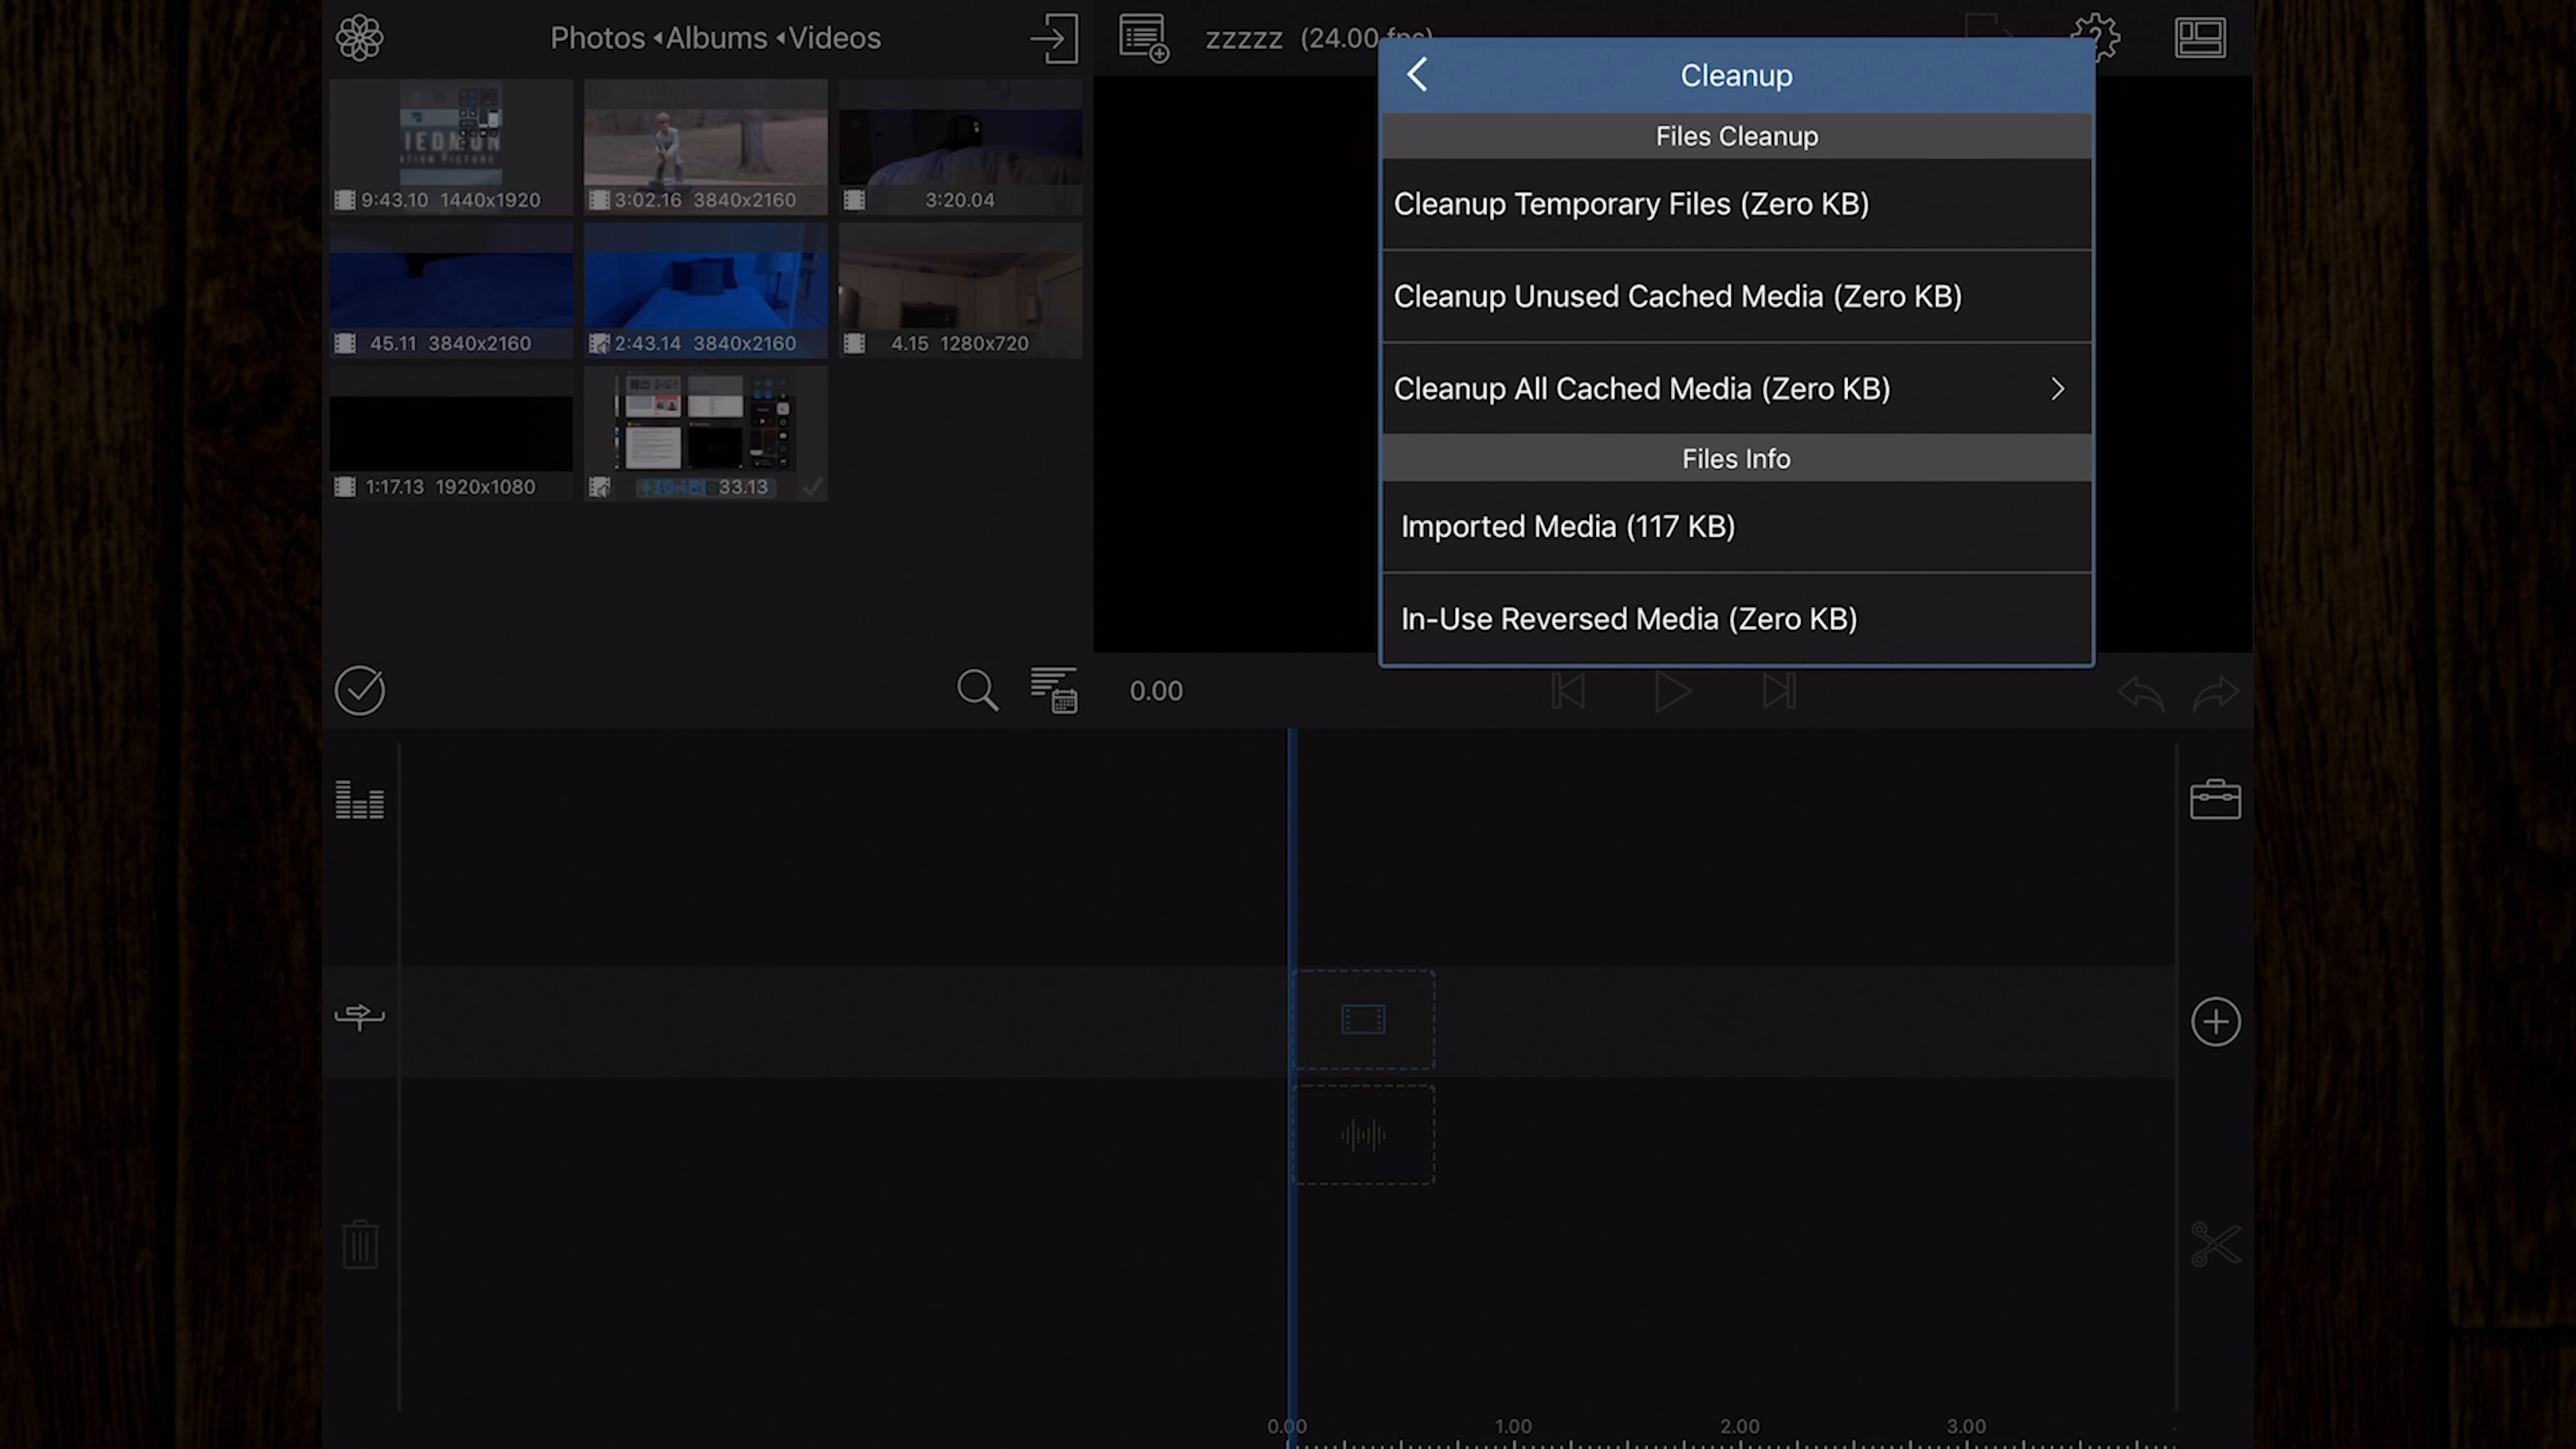 Photos ◂Albums ◂Videos
zzzzz (24.00 fps)
Cleanup
Files Cleanup
Cleanup Temporary Files (Zero KB)
Cleanup Unused Cached Media (Zero KB)
Cleanup All Cached Media (Zero KB)
Files Info
Imported Media (117 KB)
In-Use Reversed Media (Zero KB)
9:43.10 1440x1920
3:02.16 3840x2160
3:20.04
45.11 3840x2160
2:43.14 3840x2160
4.15 1280x720
1:17.13 1920x1080
33.13
0.00
0.00 1.00 2.00 3.00